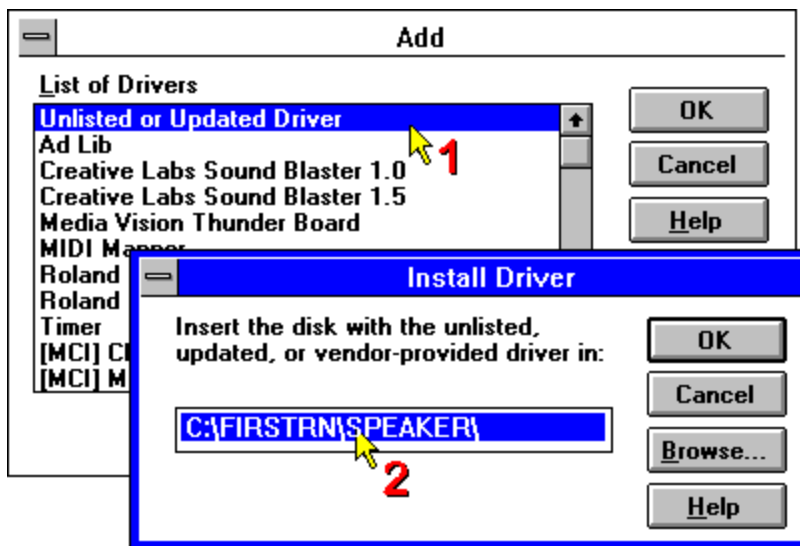 Add
List of Drivers
Unlisted or Updated Driver
Ad Lib
Creative Labs Sound Blaster 1.0
Creative Labs Sound Blaster 1.5
Media Vision Thunder Board
MIDI Mapper
Roland
Roland
Timer
[MCI]
[MCI]
OK
Cancel
Help
1
Install Driver
Insert the disk with the unlisted,
updated, or vendor-provided driver in:
C:\FIRSTRN\SPEAKER\
2
OK
Cancel
Browse...
Help